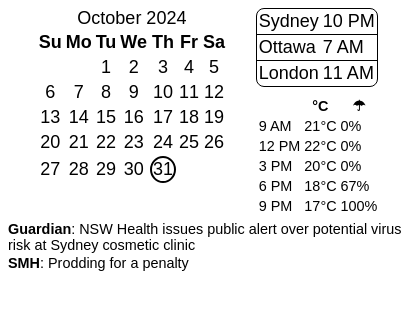 October 2024
Su Mo Tu We Th Fr Sa
1 2 3 4 5
6 7 8 9 10 11 12
13 14 15 16 17 18 19
20 21 22 23 24 25 26
27 28 29 30 31
Sydney 10 PM
Ottawa 7 AM
London 11 AM
°C ☂
9 AM 21°C 0%
12 PM 22°C 0%
3 PM 20°C 0%
6 PM 18°C 67%
9 PM 17°C 100%
Guardian: NSW Health issues public alert over potential virus
risk at Sydney cosmetic clinic
SMH: Prodding for a penalty